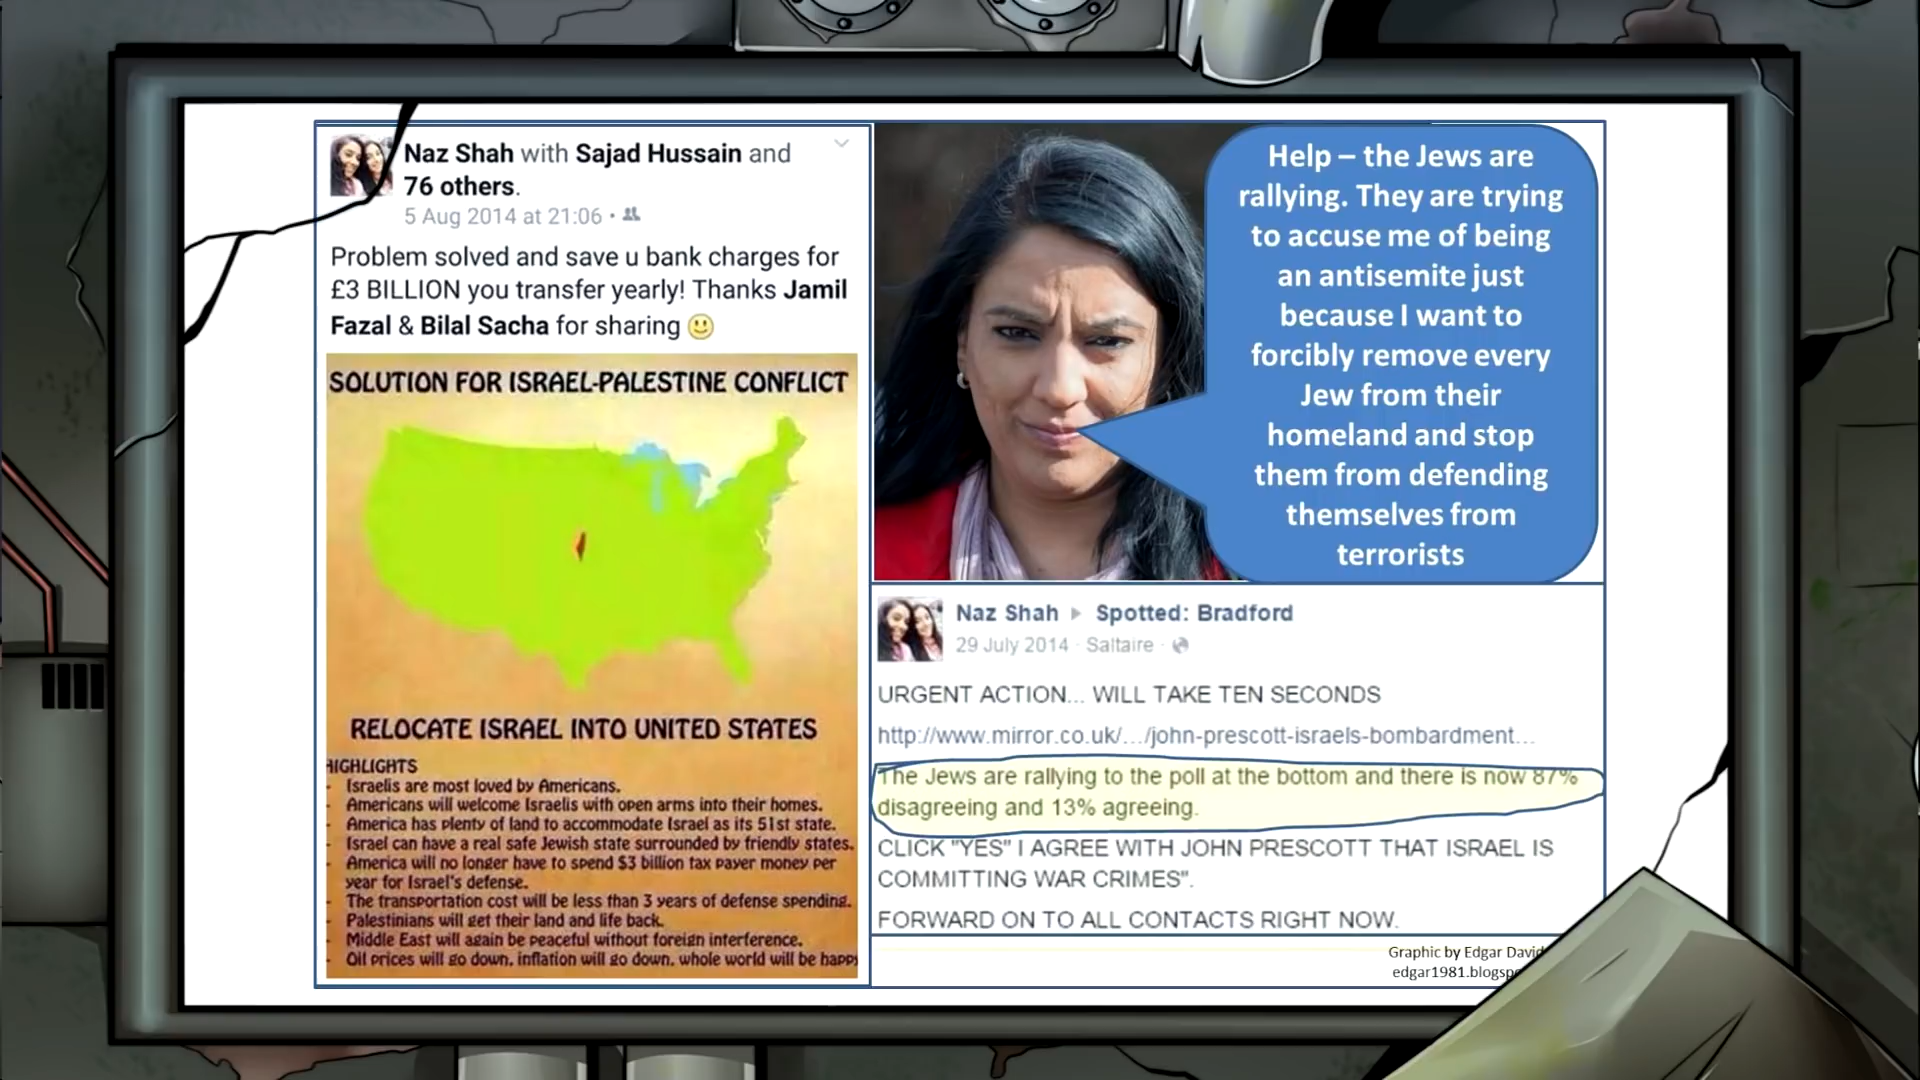 Naz Shah with Sajad Hussain and
76 others.
5 Aug 2014 at 21:06 •
Problem solved and save u bank charges for
£3 BILLION you transfer yearly! Thanks Jamil
Fazal & Bilal Sacha for sharing 🙂
SOLUTION FOR ISRAEL-PALESTINE CONFLICT
RELOCATE ISRAEL INTO UNITED STATES
HIGHLIGHTS
- Israelis are most loved by Americans.
- Americans will welcome Israelis with open arms into their homes.
- America has plenty of land to accommodate Israel as its 51st state.
- Israel can have a real safe Jewish state surrounded by friendly states.
- America will no longer have to spend $3 billion tax payer money per
year for Israel's defense.
- The transportation cost will be less than 3 years of defense spending.
- Palestinians will get their land and life back.
- Middle East will again be peaceful without foreign interference.
- Oil prices will go down, inflation will go down, whole world will be happy
Help – the Jews are
rallying. They are trying
to accuse me of being
an antisemite just
because I want to
forcibly remove every
Jew from their
homeland and stop
them from defending
themselves from
terrorists
Naz Shah ▸ Spotted: Bradford
29 July 2014 · Saltaire ·
URGENT ACTION... WILL TAKE TEN SECONDS
http://www.mirror.co.uk/.../john-prescott-israels-bombardment...
The Jews are rallying to the poll at the bottom and there is now 87%
disagreeing and 13% agreeing.
CLICK "YES" I AGREE WITH JOHN PRESCOTT THAT ISRAEL IS
COMMITTING WAR CRIMES".
FORWARD ON TO ALL CONTACTS RIGHT NOW.
Graphic by Edgar David
edgar1981.blogsp